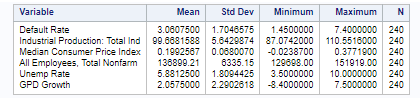 Variable Mean Std Dev Minimum Maximum N
Default Rate 3.0607500 1.7046575 1.4500000 7.4000000 240
Industrial Production: Total Ind 99.6681588 5.6429874 87.0742000 110.5516000 240
Median Consumer Price Index 0.1992567 0.0680070 -0.0238700 0.3771900 240
All Employees, Total Nonfarm 136899.21 6335.15 129698.00 151919.00 240
Unemp Rate 5.8812500 1.8094425 3.5000000 10.0000000 240
GPD Growth 2.0575000 2.2902618 -8.4000000 7.5000000 240